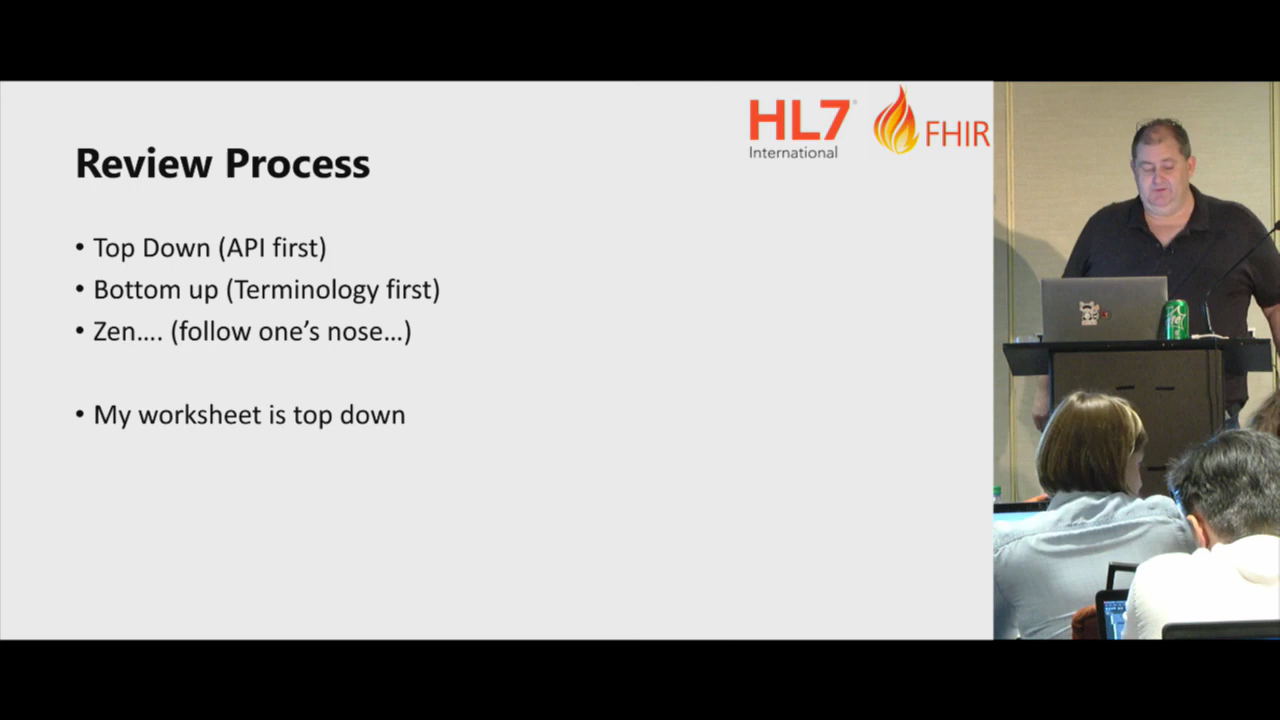 HL7
International
FHIR
Review Process
• Top Down (API first)
• Bottom up (Terminology first)
• Zen.... (follow one's nose...)
• My worksheet is top down